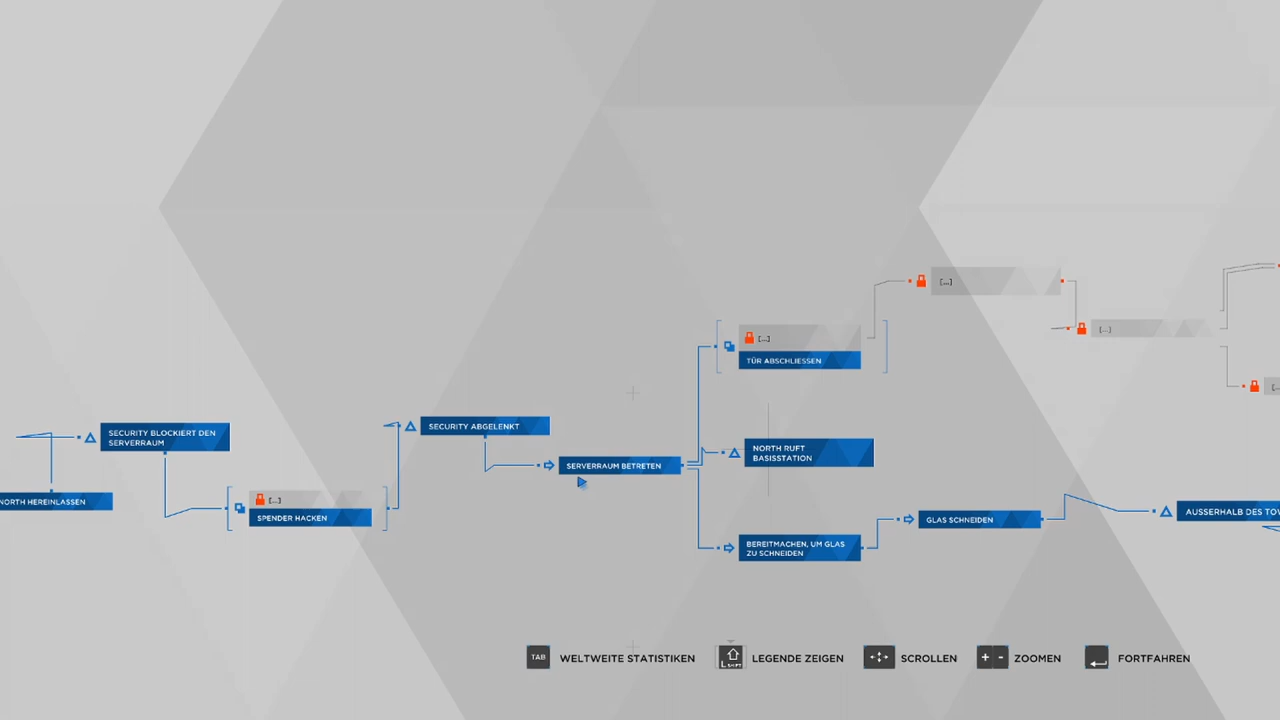 [...]
[...]
[...]
[...]
TÜR ABSCHLIESSEN
SECURITY BLOCKIERT DEN
SERVERRAUM
SECURITY ABGELENKT
NORTH RUFT
BASISSTATION
SERVERRAUM BETRETEN
NORTH HEREINLASSEN
[...]
SPENDER HACKEN
GLAS SCHNEIDEN
AUSSERHALB DES TOW
BEREITMACHEN, UM GLAS
ZU SCHNEIDEN
TAB WELTWEITE STATISTIKEN
L SHIFT LEGENDE ZEIGEN
SCROLLEN
+ - ZOOMEN
FORTFAHREN